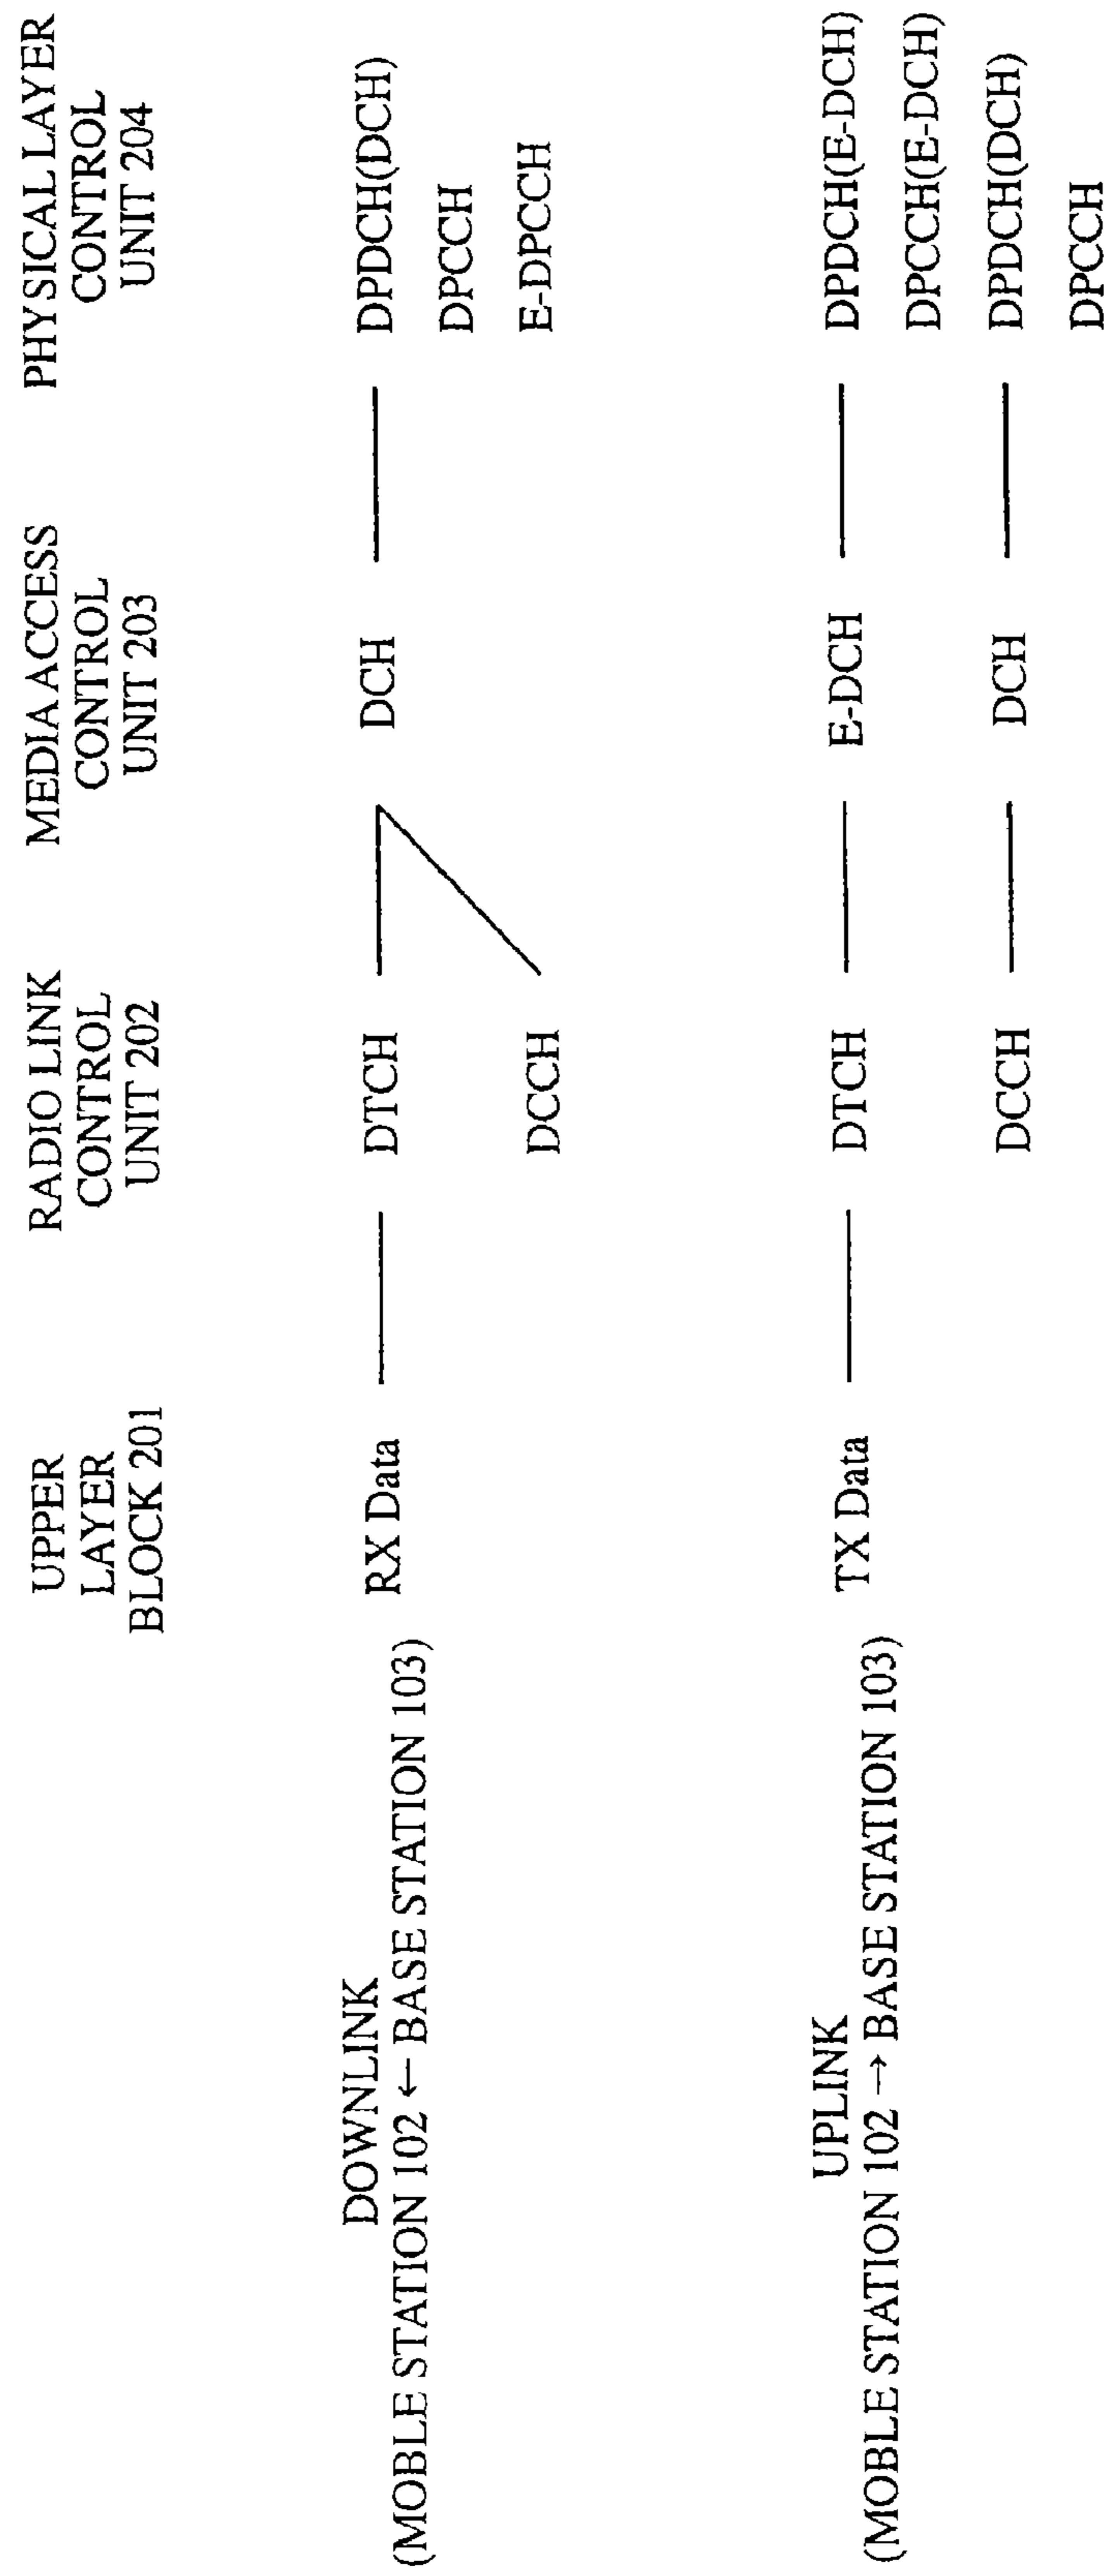 UPPER
LAYER
BLOCK 201
RADIO LINK
CONTROL
UNIT 202
MEDIA ACCESS
CONTROL
UNIT 203
PHYSICAL LAYER
CONTROL
UNIT 204
DOWNLINK
(MOBLE STATION 102 ← BASE STATION 103)
RX Data
DTCH
DCH
DPDCH(DCH)
DPCCH
DCCH
E-DPCCH
UPLINK
(MOBLE STATION 102 → BASE STATION 103)
TX Data
DTCH
E-DCH
DPDCH(E-DCH)
DPCCH(E-DCH)
DCCH
DCH
DPDCH(DCH)
DPCCH